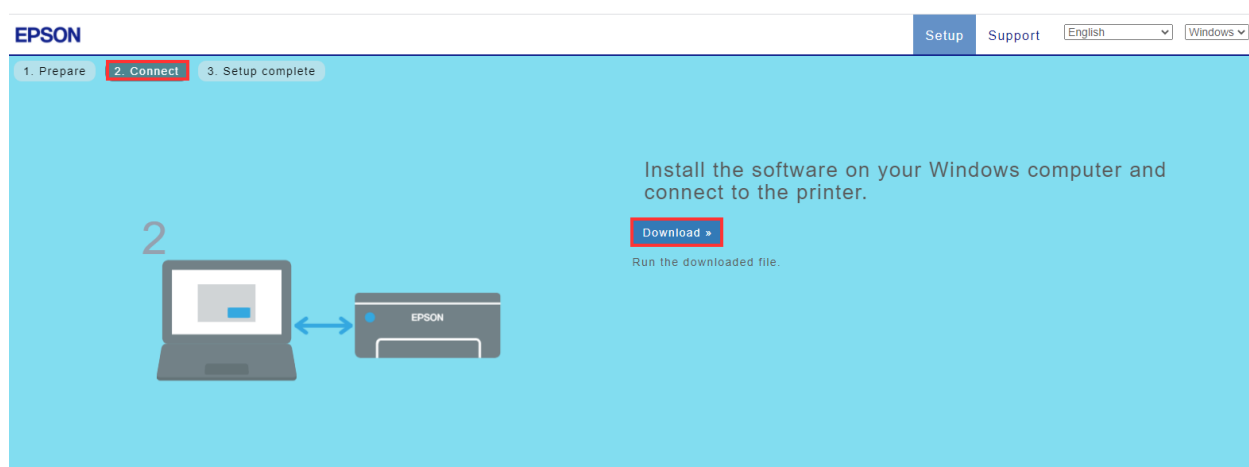 EPSON
Setup
Support
English
Windows
1. Prepare
2. Connect
3. Setup complete
Install the software on your Windows computer and
connect to the printer.
Download »
Run the downloaded file.
2
EPSON